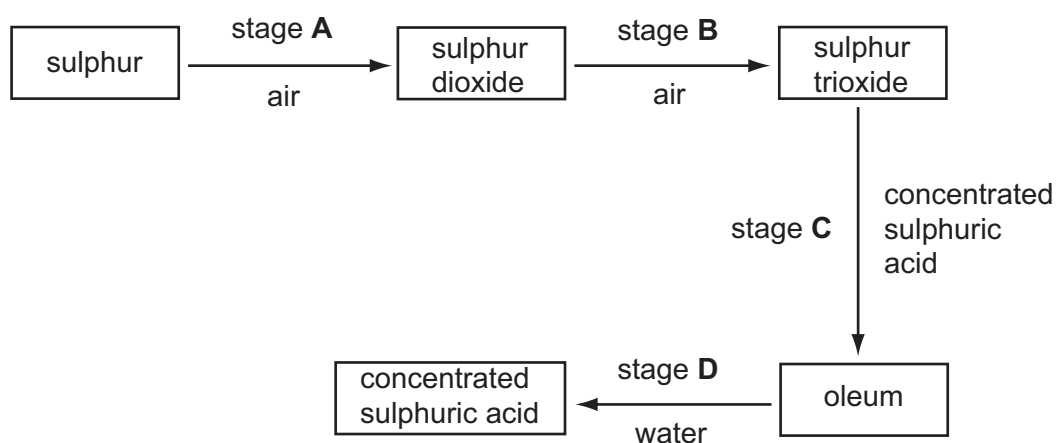 stage A
sulphur
air
sulphur
dioxide
stage B
air
sulphur
trioxide
stage C
concentrated
sulphuric
acid
oleum
stage D
water
concentrated
sulphuric acid